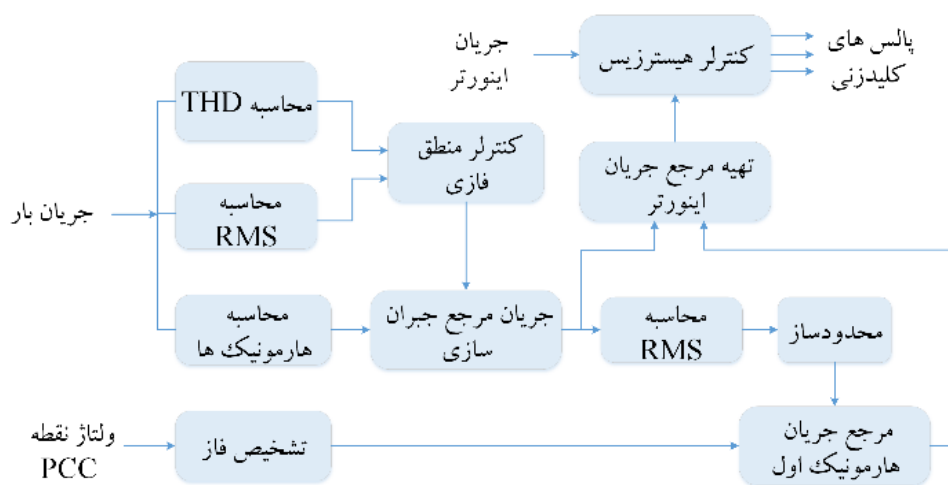 جریان
اینورتر
کنترلر هیسترزیس
پالس های
کلیدزنی
محاسبه THD
کنترلر منطق
فازی
تهیه مرجع جریان
اینورتر
جریان بار
محاسبه
RMS
محاسبه
هارمونیک ها
جریان مرجع جبران
سازی
محاسبه
RMS
محدودساز
ولتاژ نقطه
PCC
تشخیص فاز
مرجع جریان
هارمونیک اول